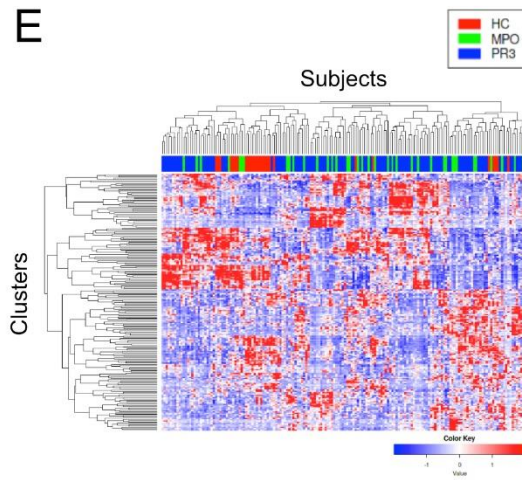 E
HC
MPO
PR3
Subjects
Clusters
Color Key
-1 0 1
Value